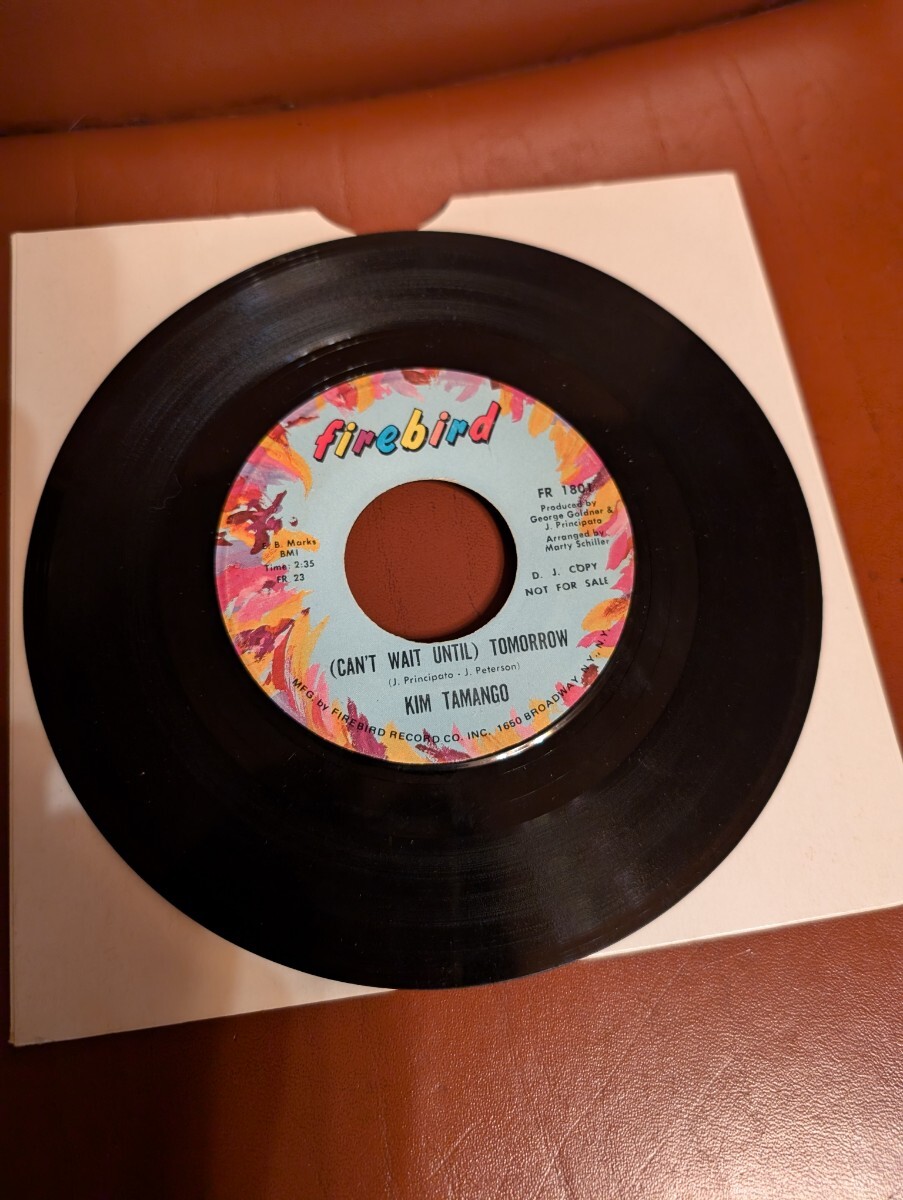 firebird
FR 1801
Produced by
George Goldner &
J. Principato
Arranged by
Marty Schiller
E. B. Marks
BMI
Time: 2:35
FR 23
D. J. COPY
NOT FOR SALE
(CAN'T WAIT UNTIL) TOMORROW
(J. Principato - J. Peterson)
KIM TAMANGO
MFG. by FIREBIRD RECORD CO. INC. 1650 BROADWAY, N.Y., N.Y.